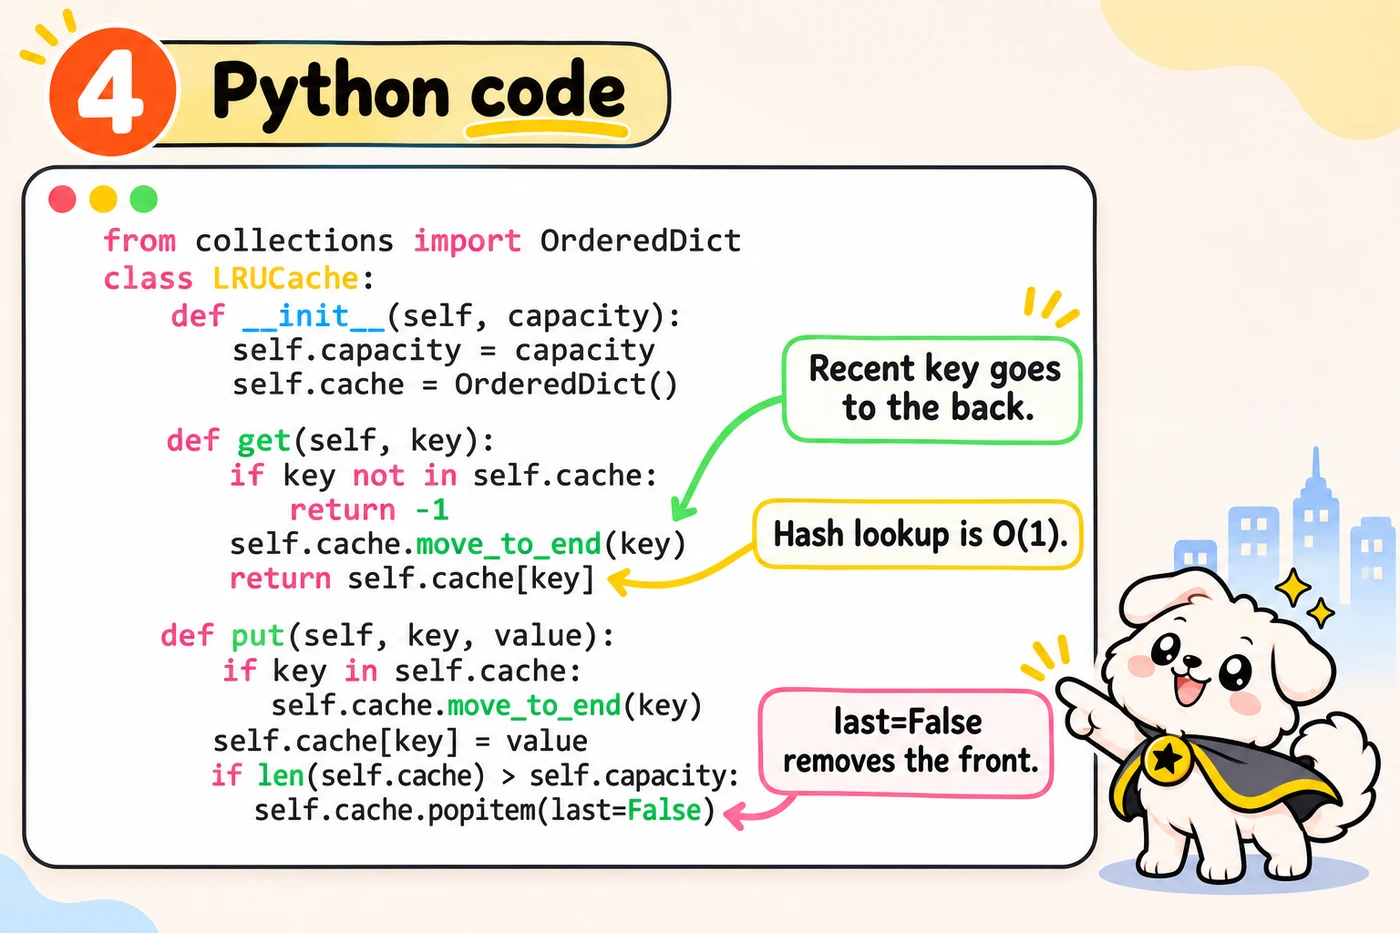 4
Python code
from collections import OrderedDict
class LRUCache:
def __init__(self, capacity):
self.capacity = capacity
self.cache = OrderedDict()
Recent key goes
to the back.
def get(self, key):
if key not in self.cache:
return -1
self.cache.move_to_end(key)
return self.cache[key]
Hash lookup is O(1).
def put(self, key, value):
if key in self.cache:
self.cache.move_to_end(key)
self.cache[key] = value
if len(self.cache) > self.capacity:
self.cache.popitem(last=False)
last=False
removes the front.